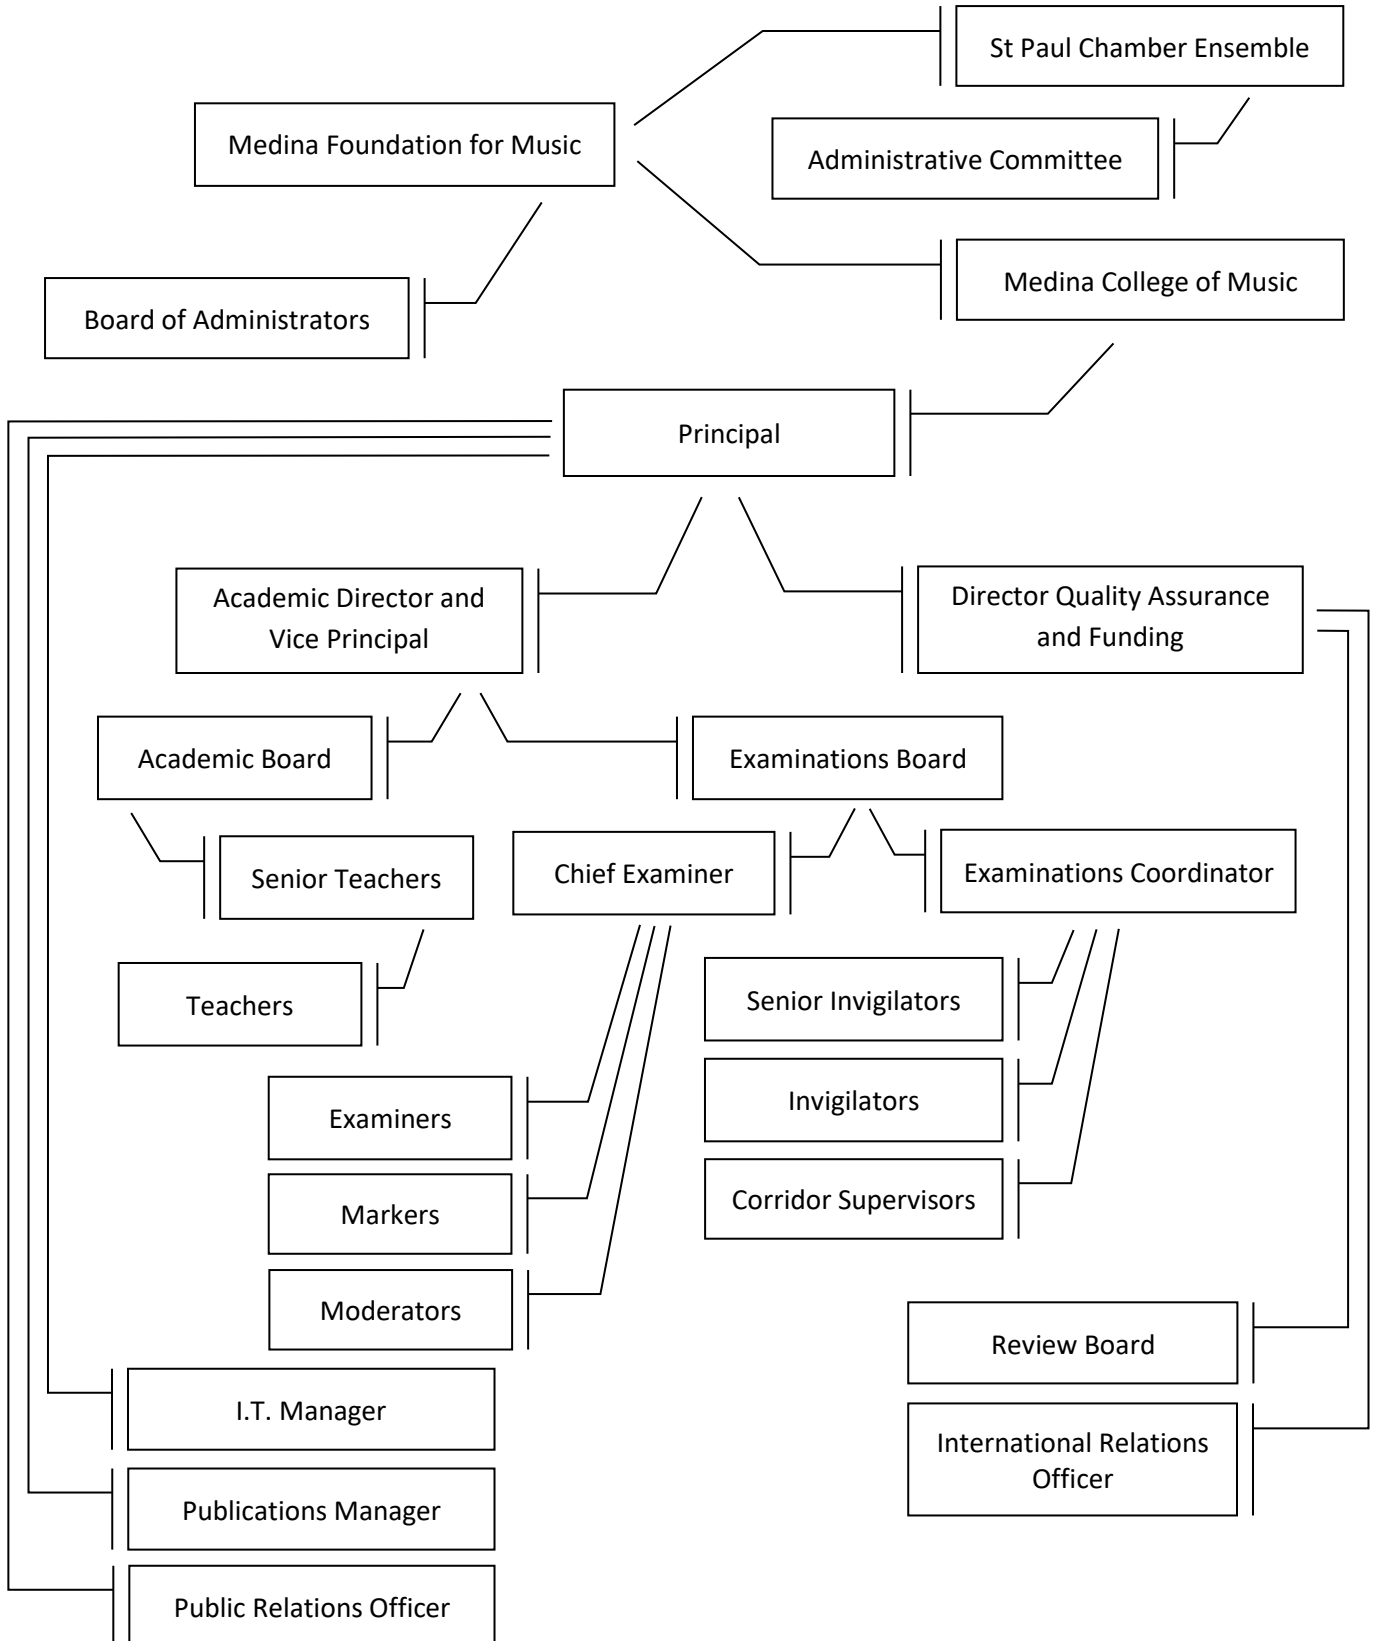 St Paul Chamber Ensemble
Medina Foundation for Music
Administrative Committee
Medina College of Music
Board of Administrators
Principal
Academic Director and
Vice Principal
Director Quality Assurance
and Funding
Academic Board
Examinations Board
Senior Teachers
Chief Examiner
Examinations Coordinator
Teachers
Senior Invigilators
Examiners
Invigilators
Markers
Corridor Supervisors
Moderators
Review Board
I.T. Manager
International Relations
Officer
Publications Manager
Public Relations Officer